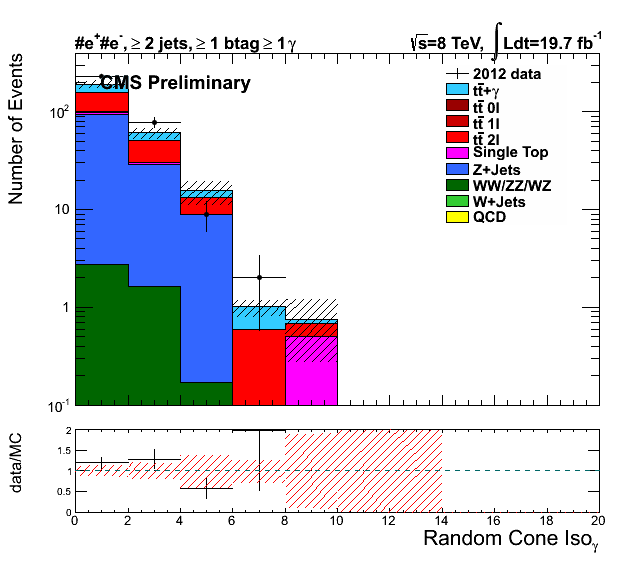 #e⁺#e⁻, ≥ 2 jets, ≥ 1 btag ≥ 1γ
√s=8 TeV, ∫ Ldt=19.7 fb⁻¹
CMS Preliminary
Number of Events
10²
10
1
10⁻¹
2012 data
tt̄+γ
tt̄ 0l
tt̄ 1l
tt̄ 2l
Single Top
Z+Jets
WW/ZZ/WZ
W+Jets
QCD
data/MC
2
1.5
1
0.5
0
0 2 4 6 8 10 12 14 16 18 20
Random Cone Iso_γ